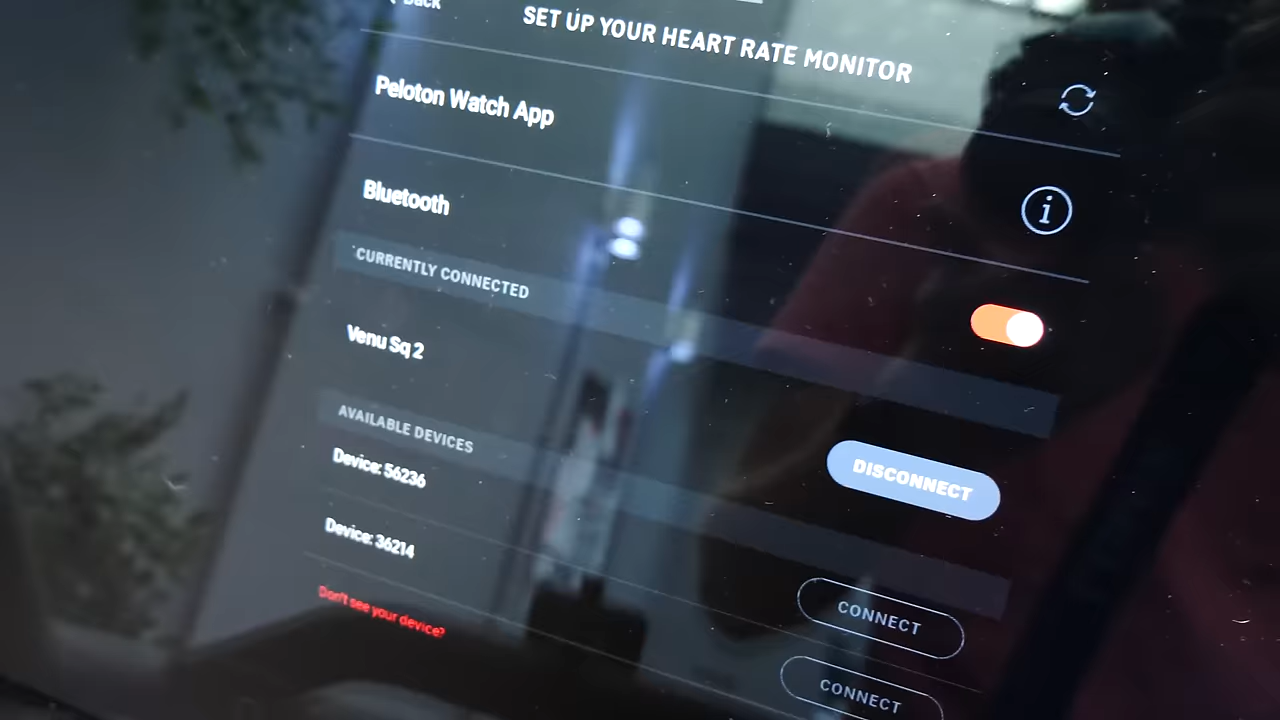 Back
SET UP YOUR HEART RATE MONITOR
Peloton Watch App
Bluetooth
CURRENTLY CONNECTED
Venu Sq 2
DISCONNECT
AVAILABLE DEVICES
Device: 56236
CONNECT
Device: 36214
CONNECT
Don't see your device?